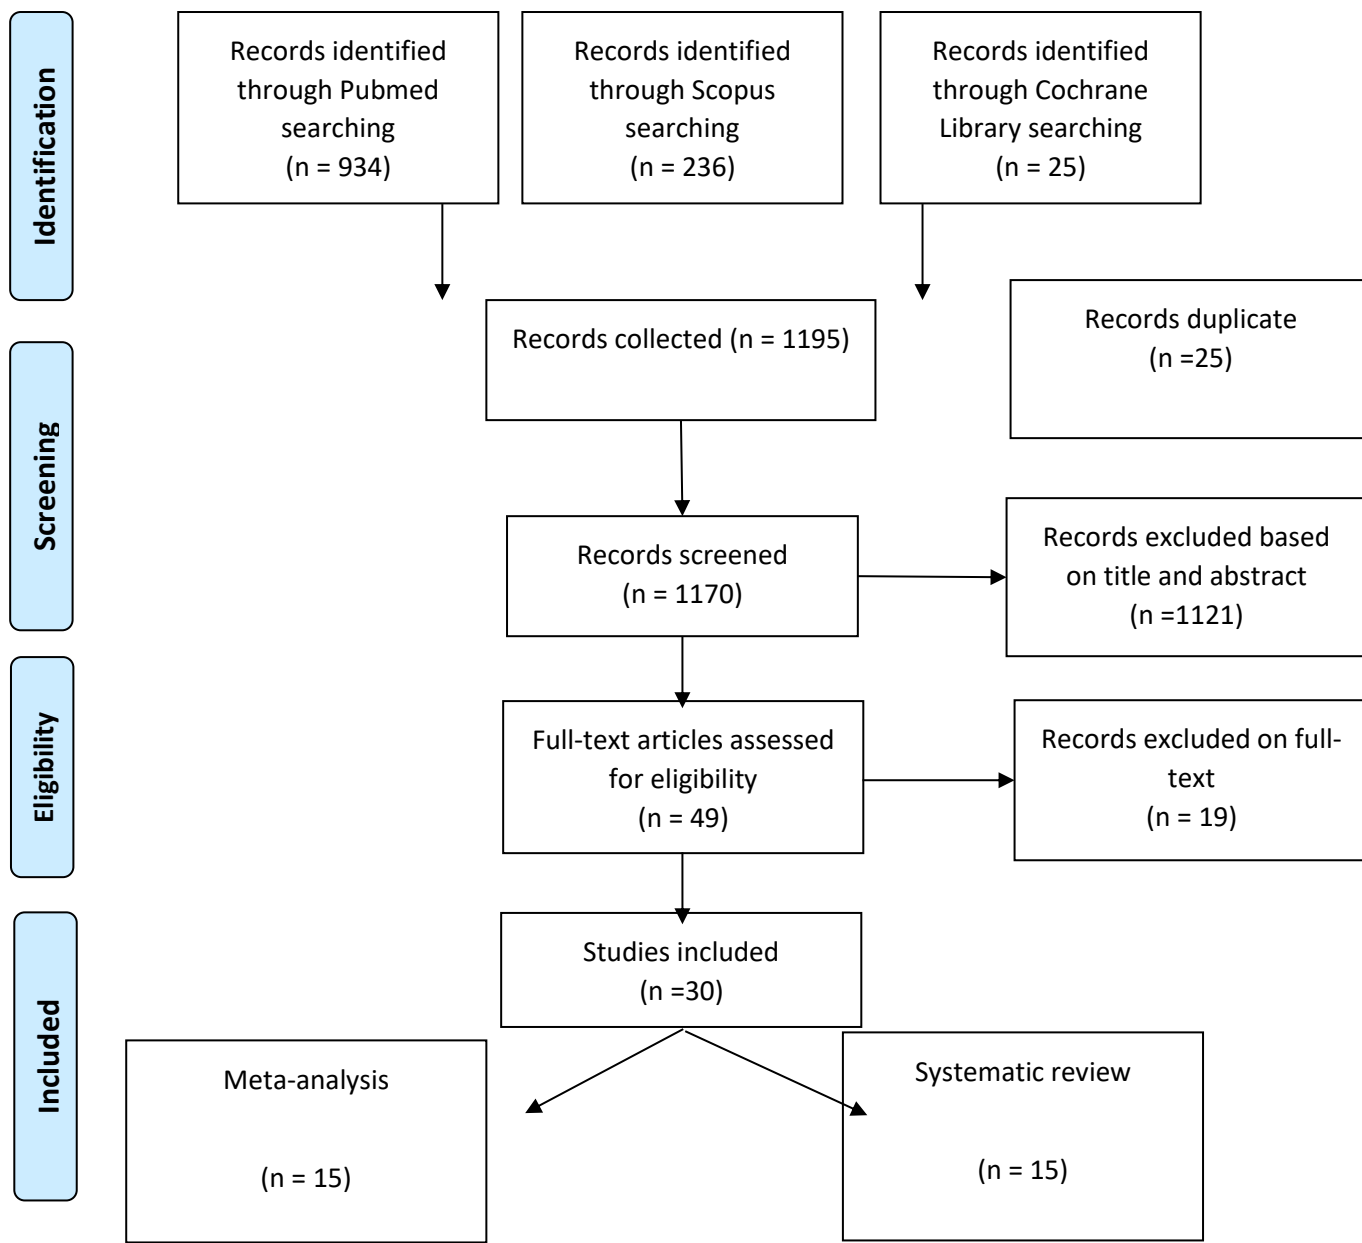 Identification
Records identified
through Pubmed
searching
(n = 934)
Records identified
through Scopus
searching
(n = 236)
Records identified
through Cochrane
Library searching
(n = 25)
Screening
Records collected (n = 1195)
Records duplicate
(n =25)
Records screened
(n = 1170)
Records excluded based
on title and abstract
(n =1121)
Eligibility
Full-text articles assessed
for eligibility
(n = 49)
Records excluded on full-
text
(n = 19)
Included
Studies included
(n =30)
Meta-analysis
(n = 15)
Systematic review
(n = 15)